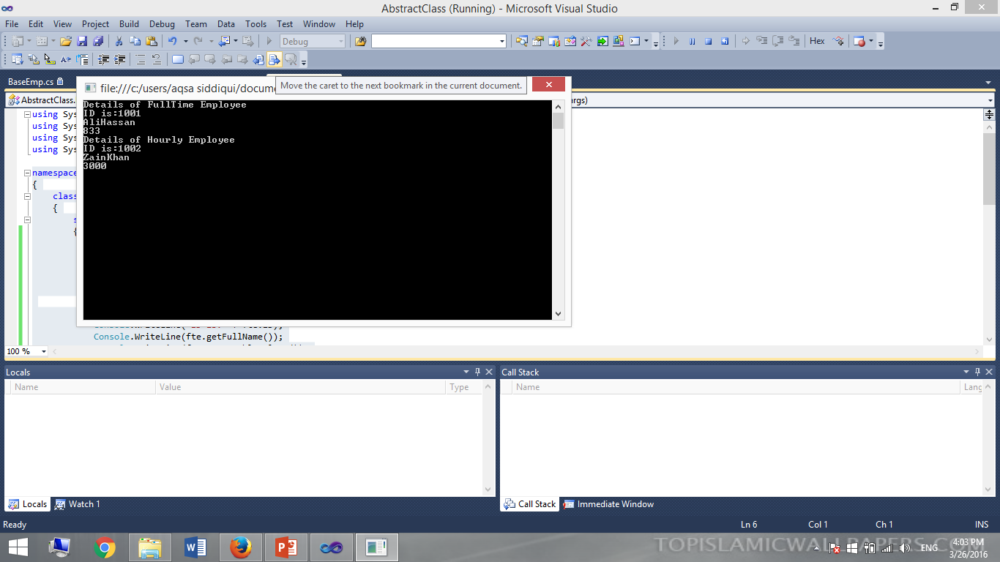 AbstractClass (Running) - Microsoft Visual Studio
File Edit View Project Build Debug Team Data Tools Test Window Help
Debug
Hex
BaseEmp.cs
file:///c:/users/aqsa siddiqui/docume
Move the caret to the next bookmark in the current document.
AbstractClass.
args)
Details of FullTime Employee
ID is:1001
AliHassan
833
Details of Hourly Employee
ID is:1002
ZainKhan
3000
using Sys
using Sys
using Sys
using Sys
namespace
{
class
{
{
Console.WriteLine(fte.getFullName());
100 %
Locals
Name Value Type
Call Stack
Name Lang
Locals Watch 1
Call Stack Immediate Window
Ready Ln 6 Col 1 Ch 1 INS
TOPISLAMICWALLPAPERS.COM
ENG
4:03 PM
3/26/2016